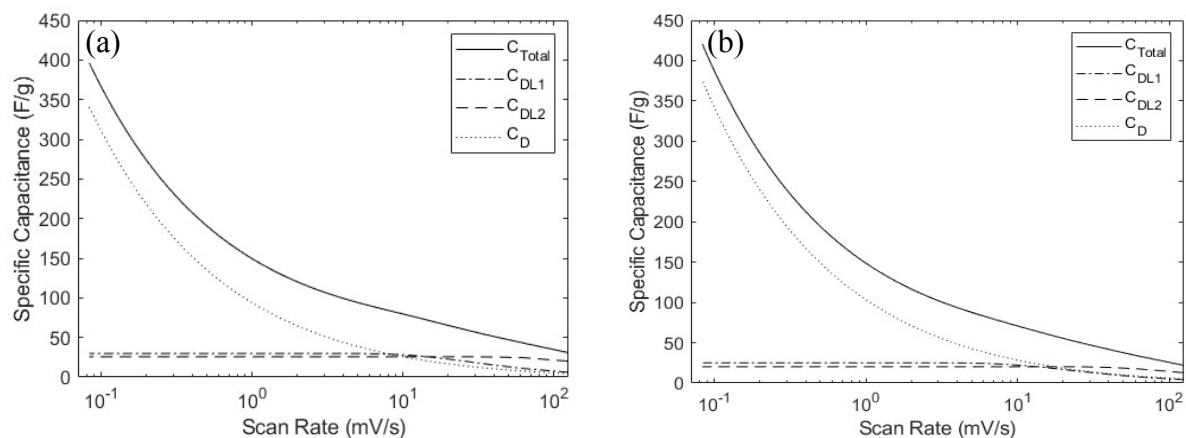 (a)
450
400
350
300
250
200
150
100
50
0
Specific Capacitance (F/g)
C_Total
C_DL1
C_DL2
C_D
10^-1
10^0
10^1
10^2
Scan Rate (mV/s)
(b)
450
400
350
300
250
200
150
100
50
0
Specific Capacitance (F/g)
C_Total
C_DL1
C_DL2
C_D
10^-1
10^0
10^1
10^2
Scan Rate (mV/s)